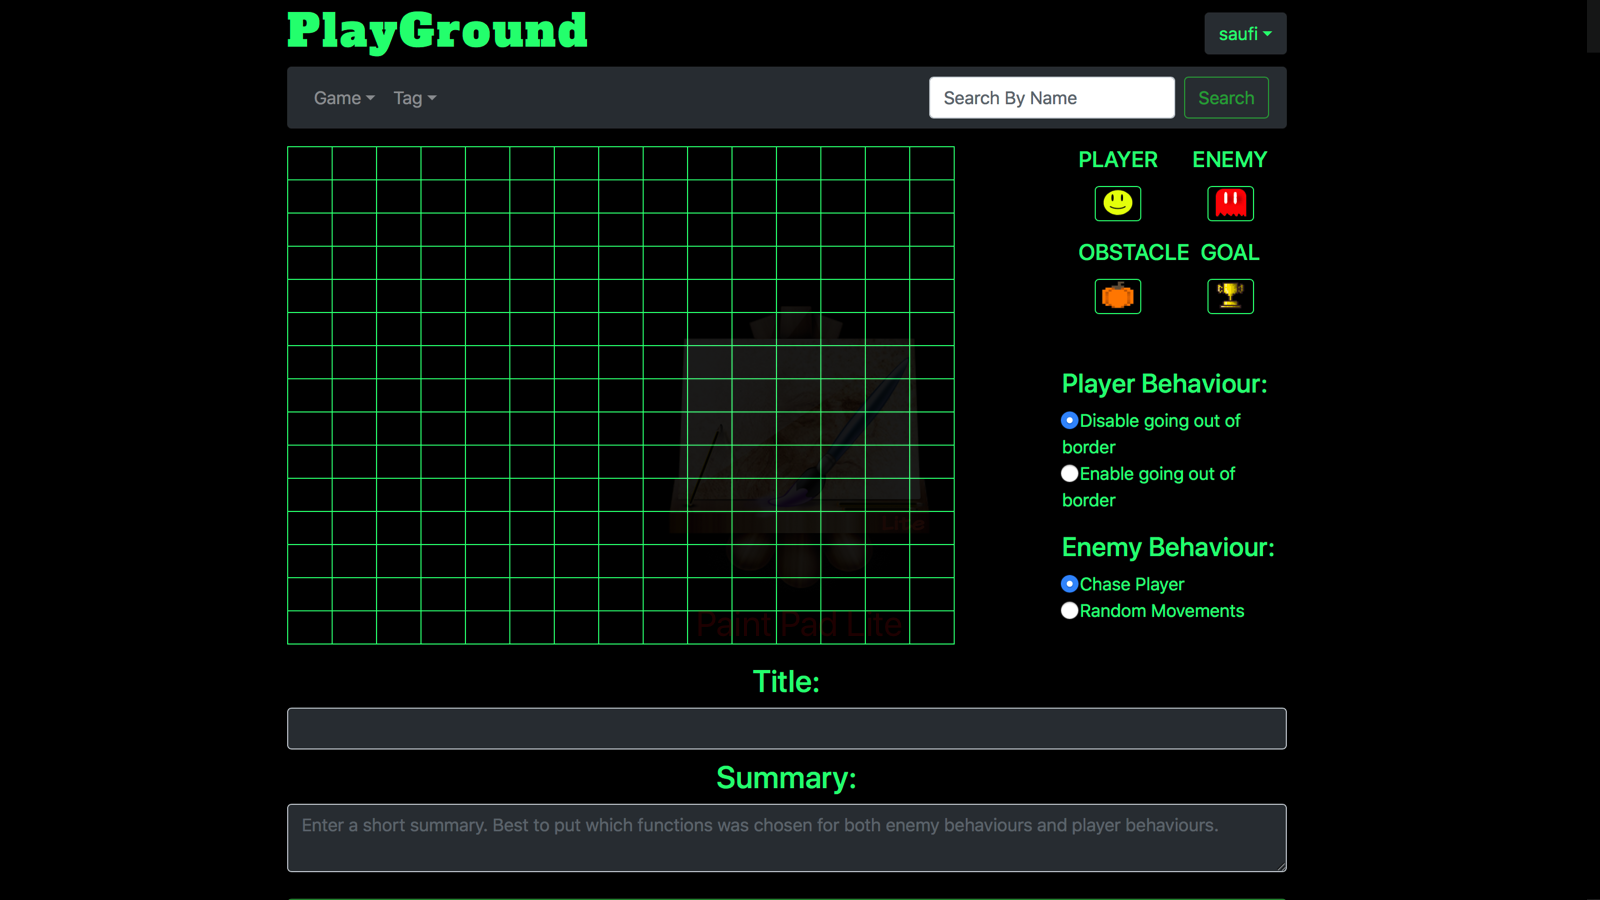 PlayGround
saufi
Game
Tag
Search By Name
Search
PLAYER
ENEMY
OBSTACLE
GOAL
Player Behaviour:
Disable going out of
border
Enable going out of
border
Enemy Behaviour:
Chase Player
Random Movements
Lite
Paint Pad Lite
Title:
Summary:
Enter a short summary. Best to put which functions was chosen for both enemy behaviours and player behaviours.